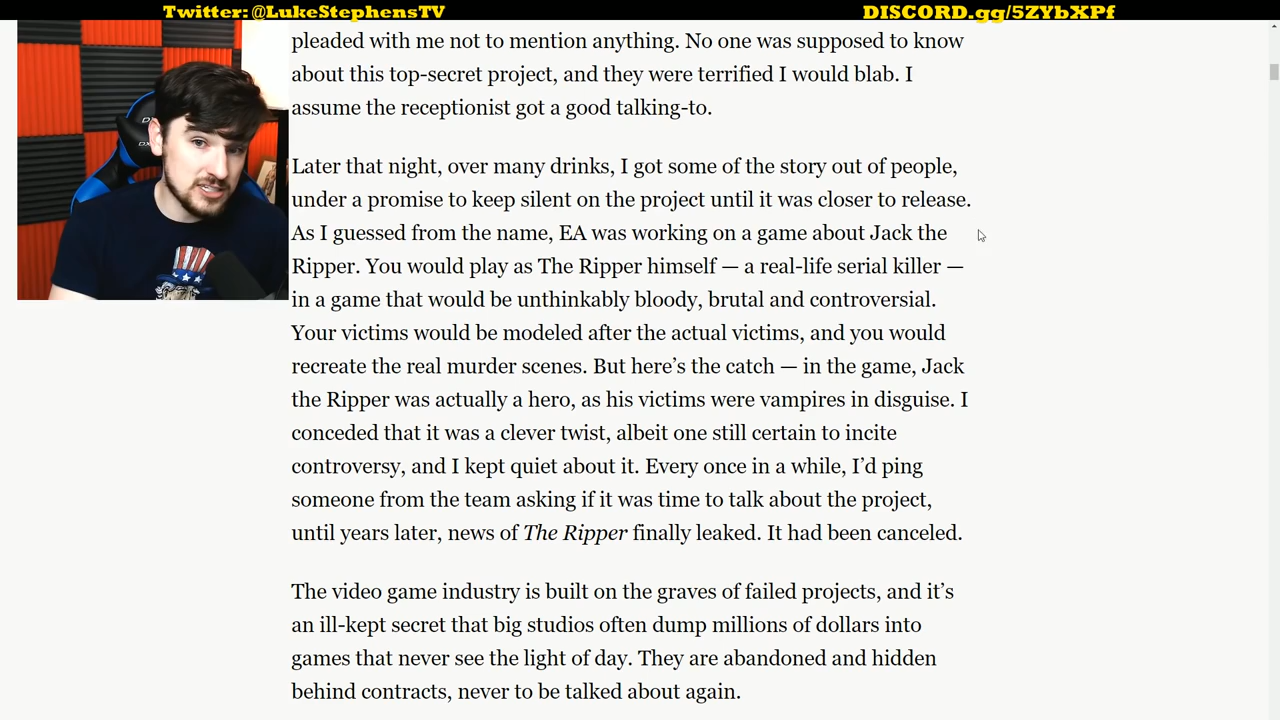 Twitter: @LukeStephensTV
DISCORD.gg/5ZYbXPf
pleaded with me not to mention anything. No one was supposed to know
about this top-secret project, and they were terrified I would blab. I
assume the receptionist got a good talking-to.
Later that night, over many drinks, I got some of the story out of people,
under a promise to keep silent on the project until it was closer to release.
As I guessed from the name, EA was working on a game about Jack the
Ripper. You would play as The Ripper himself — a real-life serial killer —
in a game that would be unthinkably bloody, brutal and controversial.
Your victims would be modeled after the actual victims, and you would
recreate the real murder scenes. But here’s the catch — in the game, Jack
the Ripper was actually a hero, as his victims were vampires in disguise. I
conceded that it was a clever twist, albeit one still certain to incite
controversy, and I kept quiet about it. Every once in a while, I’d ping
someone from the team asking if it was time to talk about the project,
until years later, news of The Ripper finally leaked. It had been canceled.
The video game industry is built on the graves of failed projects, and it’s
an ill-kept secret that big studios often dump millions of dollars into
games that never see the light of day. They are abandoned and hidden
behind contracts, never to be talked about again.